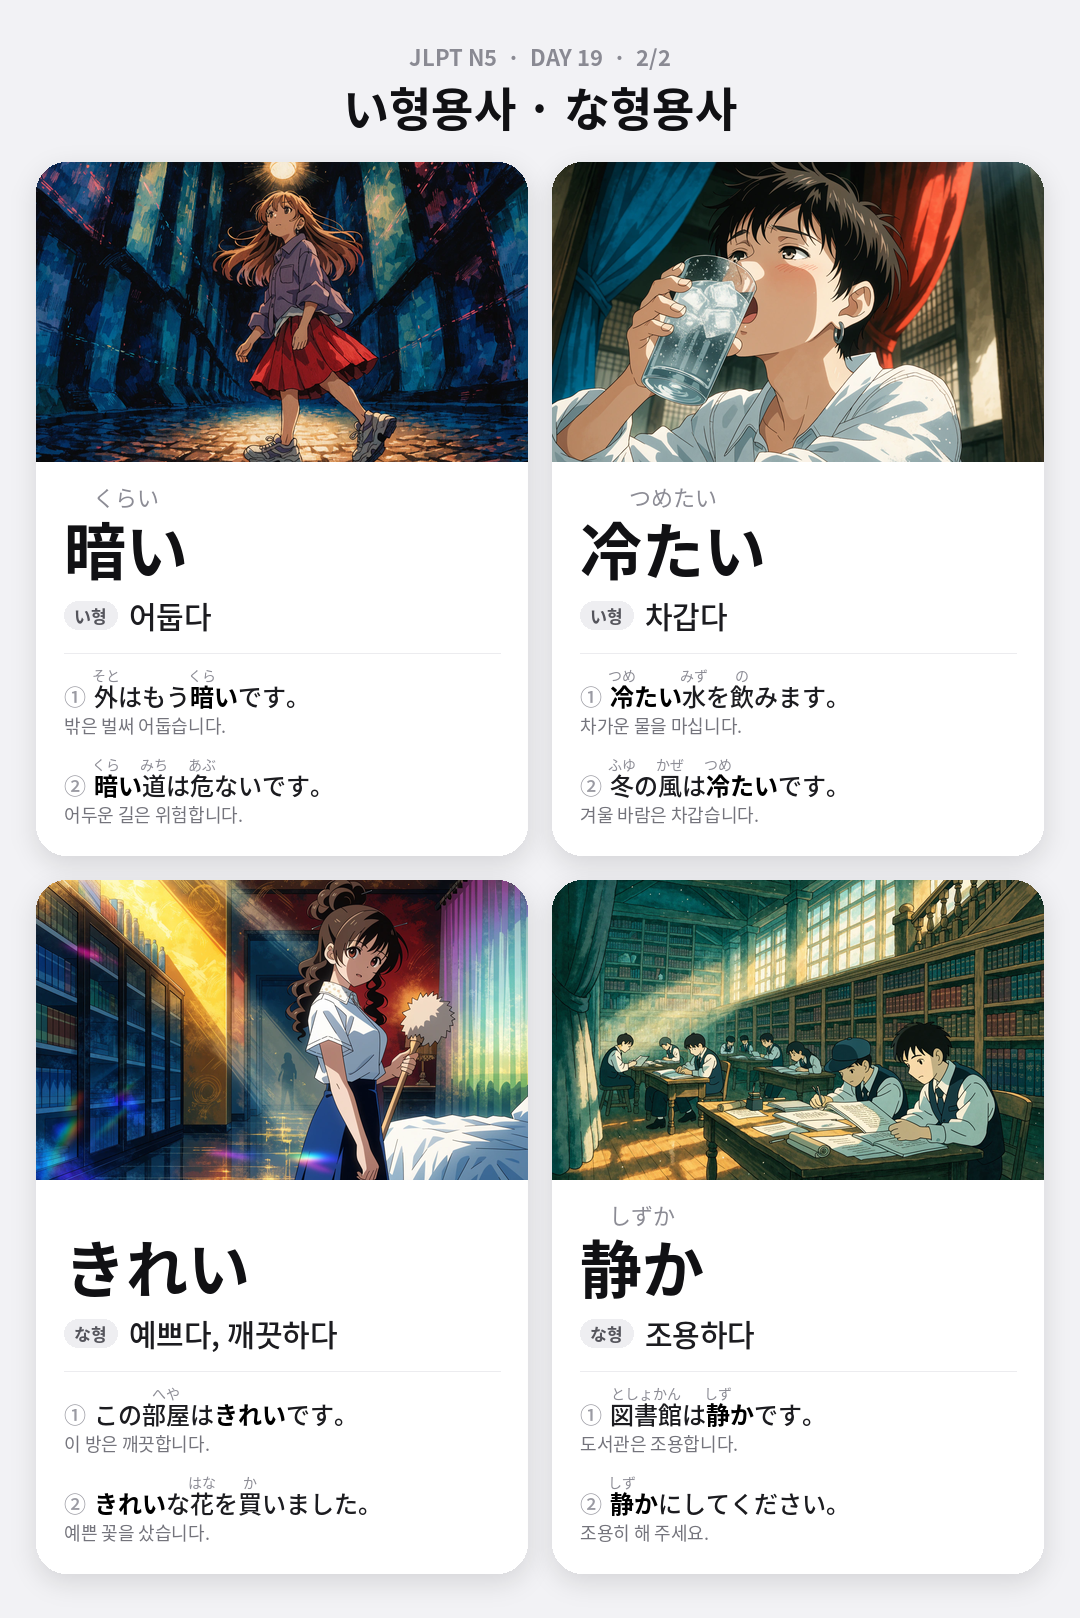 JLPT N5 · DAY 19 · 2/2
い형용사 · な형용사
くらい
暗い
い형 어둡다
そと くら
① 外はもう暗いです。
밖은 벌써 어둡습니다.
くら みち あぶ
② 暗い道は危ないです。
어두운 길은 위험합니다.
つめたい
冷たい
い형 차갑다
つめ みず の
① 冷たい水を飲みます。
차가운 물을 마십니다.
ふゆ かぜ つめ
② 冬の風は冷たいです。
겨울 바람은 차갑습니다.
きれい
な형 예쁘다, 깨끗하다
へや
① この部屋はきれいです。
이 방은 깨끗합니다.
はな か
② きれいな花を買いました。
예쁜 꽃을 샀습니다.
しずか
静か
な형 조용하다
としょかん しず
① 図書館は静かです。
도서관은 조용합니다.
しず
② 静かにしてください。
조용히 해 주세요.